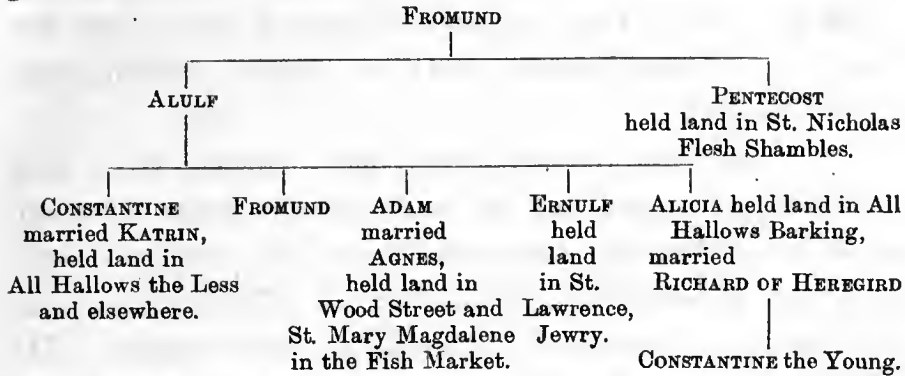 FROMUND
ALULF
PENTECOST
held land in St. Nicholas
Flesh Shambles.
CONSTANTINE
married KATRIN,
held land in
All Hallows the Less
and elsewhere.
FROMUND
ADAM
married
AGNES,
held land in
Wood Street and
St. Mary Magdalene
in the Fish Market.
ERNULF
held
land
in St.
Lawrence,
Jewry.
ALICIA held land in All
Hallows Barking,
married
RICHARD OF HEREGIRD
CONSTANTINE the Young.